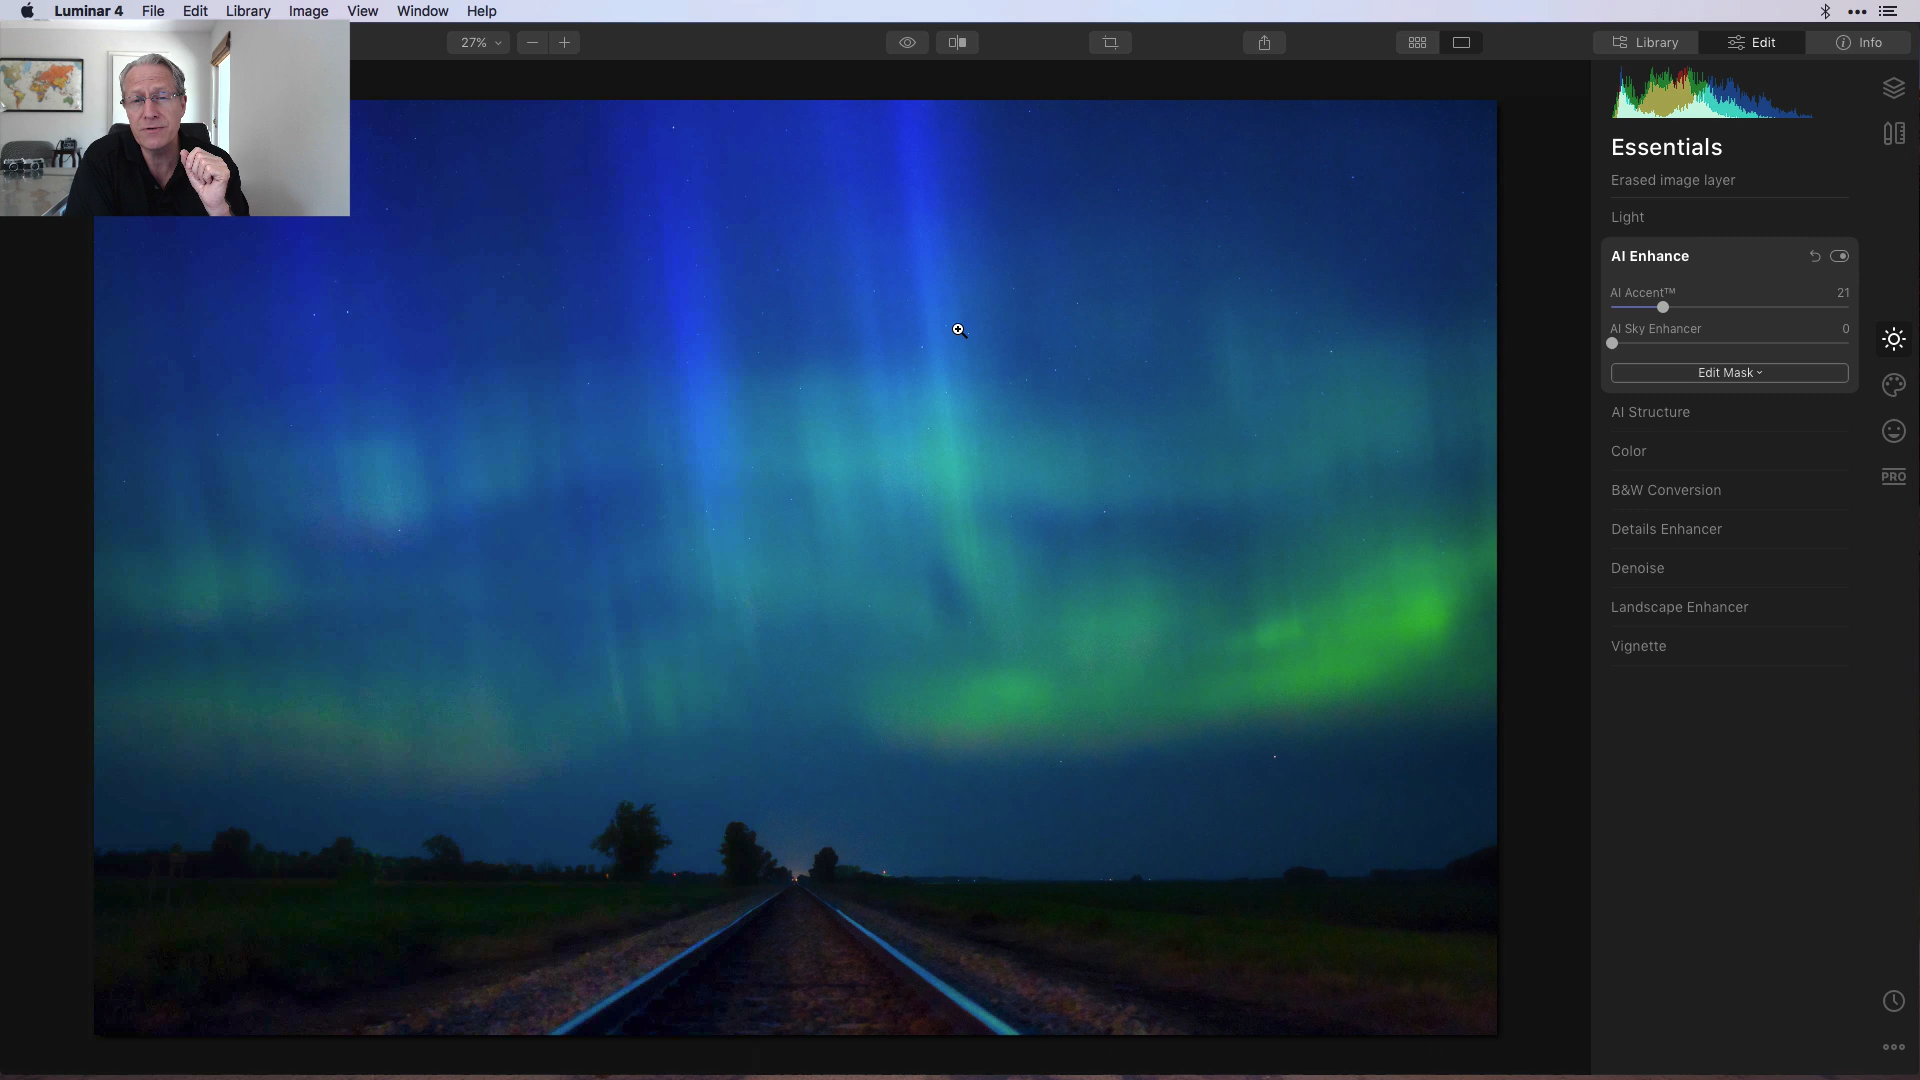 Luminar 4 File Edit Library Image View Window Help
27% Library Edit Info
Essentials
Erased image layer
Light
AI Enhance
AI Accent™ 21
AI Sky Enhancer 0
Edit Mask
AI Structure
Color
B&W Conversion
Details Enhancer
Denoise
Landscape Enhancer
Vignette
PRO